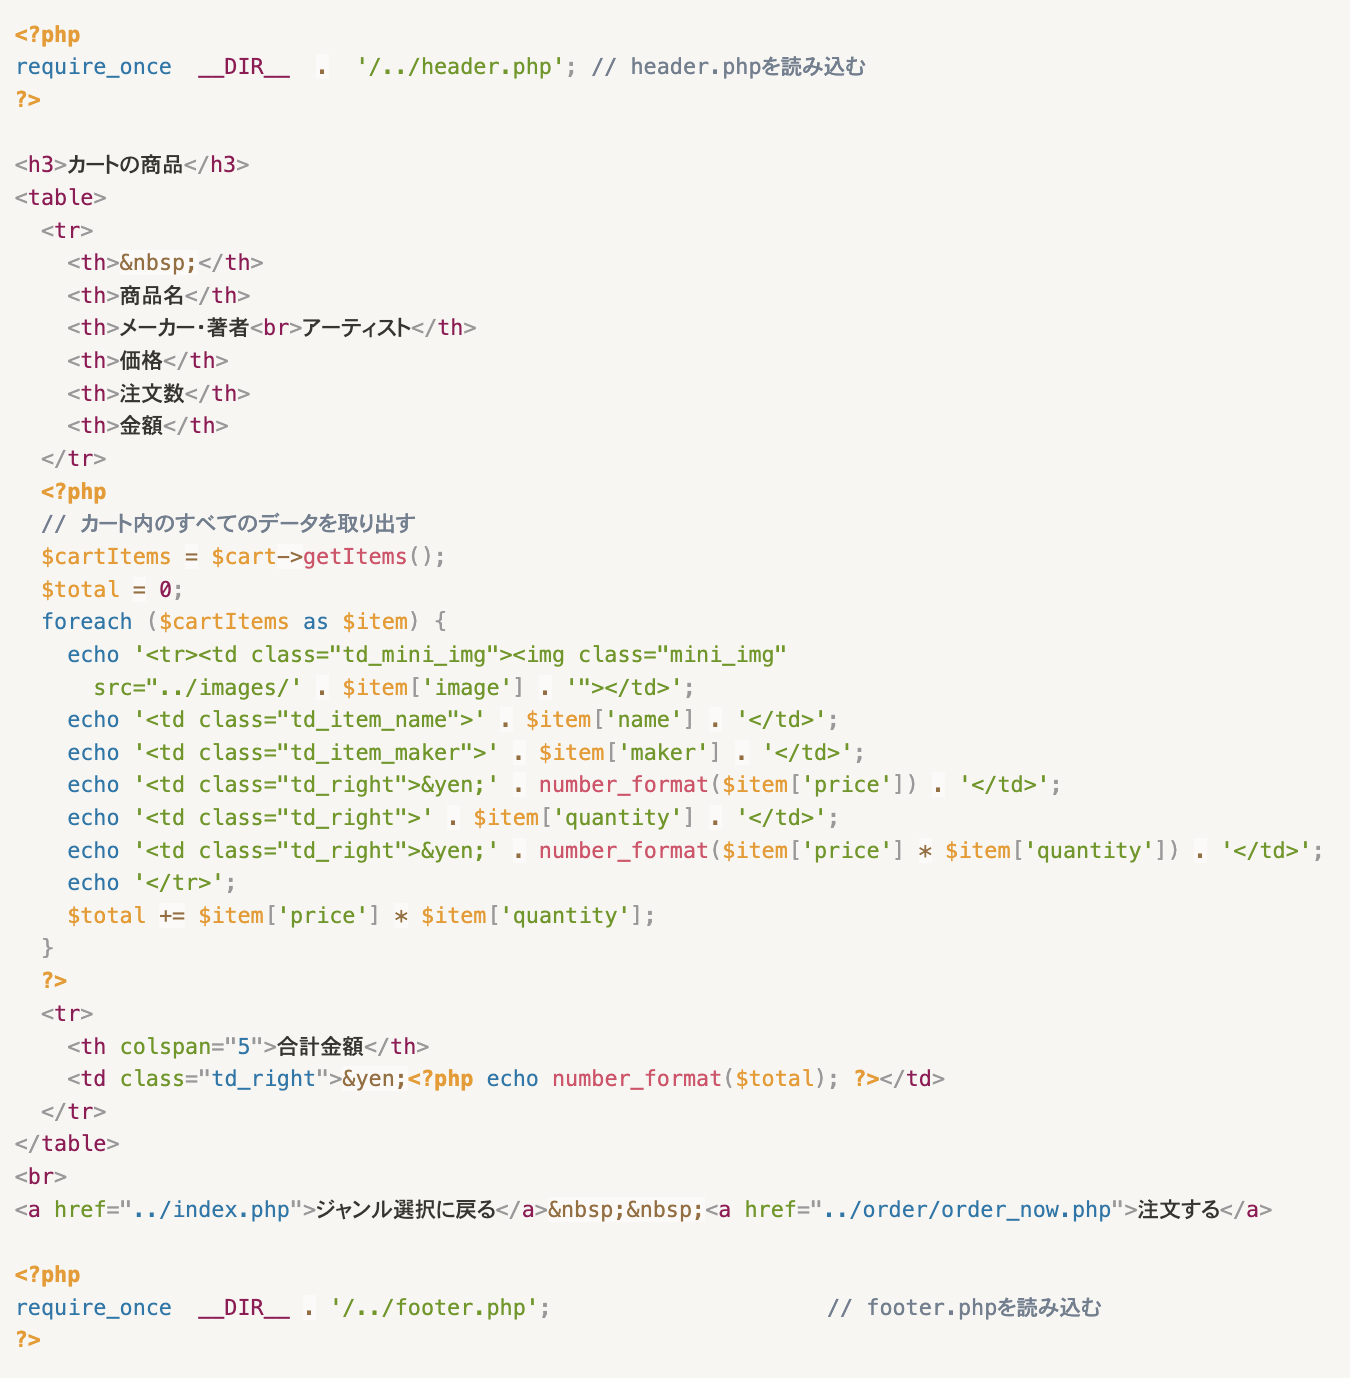 <?php
require_once  __DIR__  .  '/../header.php'; // header.phpを読み込む
?>

<h3>カートの商品</h3>
<table>
  <tr>
    <th>&nbsp;</th>
    <th>商品名</th>
    <th>メーカー・著者<br>アーティスト</th>
    <th>価格</th>
    <th>注文数</th>
    <th>金額</th>
  </tr>
  <?php
  // カート内のすべてのデータを取り出す
  $cartItems = $cart->getItems();
  $total = 0;
  foreach ($cartItems as $item) {
    echo '<tr><td class="td_mini_img"><img class="mini_img"
      src="../images/' . $item['image'] . '"></td>';
    echo '<td class="td_item_name">' . $item['name'] . '</td>';
    echo '<td class="td_item_maker">' . $item['maker'] . '</td>';
    echo '<td class="td_right">&yen;' . number_format($item['price']) . '</td>';
    echo '<td class="td_right">' . $item['quantity'] . '</td>';
    echo '<td class="td_right">&yen;' . number_format($item['price'] * $item['quantity']) . '</td>';
    echo '</tr>';
    $total += $item['price'] * $item['quantity'];
  }
  ?>
  <tr>
    <th colspan="5">合計金額</th>
    <td class="td_right">&yen;<?php echo number_format($total); ?></td>
  </tr>
</table>
<br>
<a href="../index.php">ジャンル選択に戻る</a>&nbsp;&nbsp;<a href="../order/order_now.php">注文する</a>

<?php
require_once  __DIR__ . '/../footer.php';                     // footer.phpを読み込む
?>